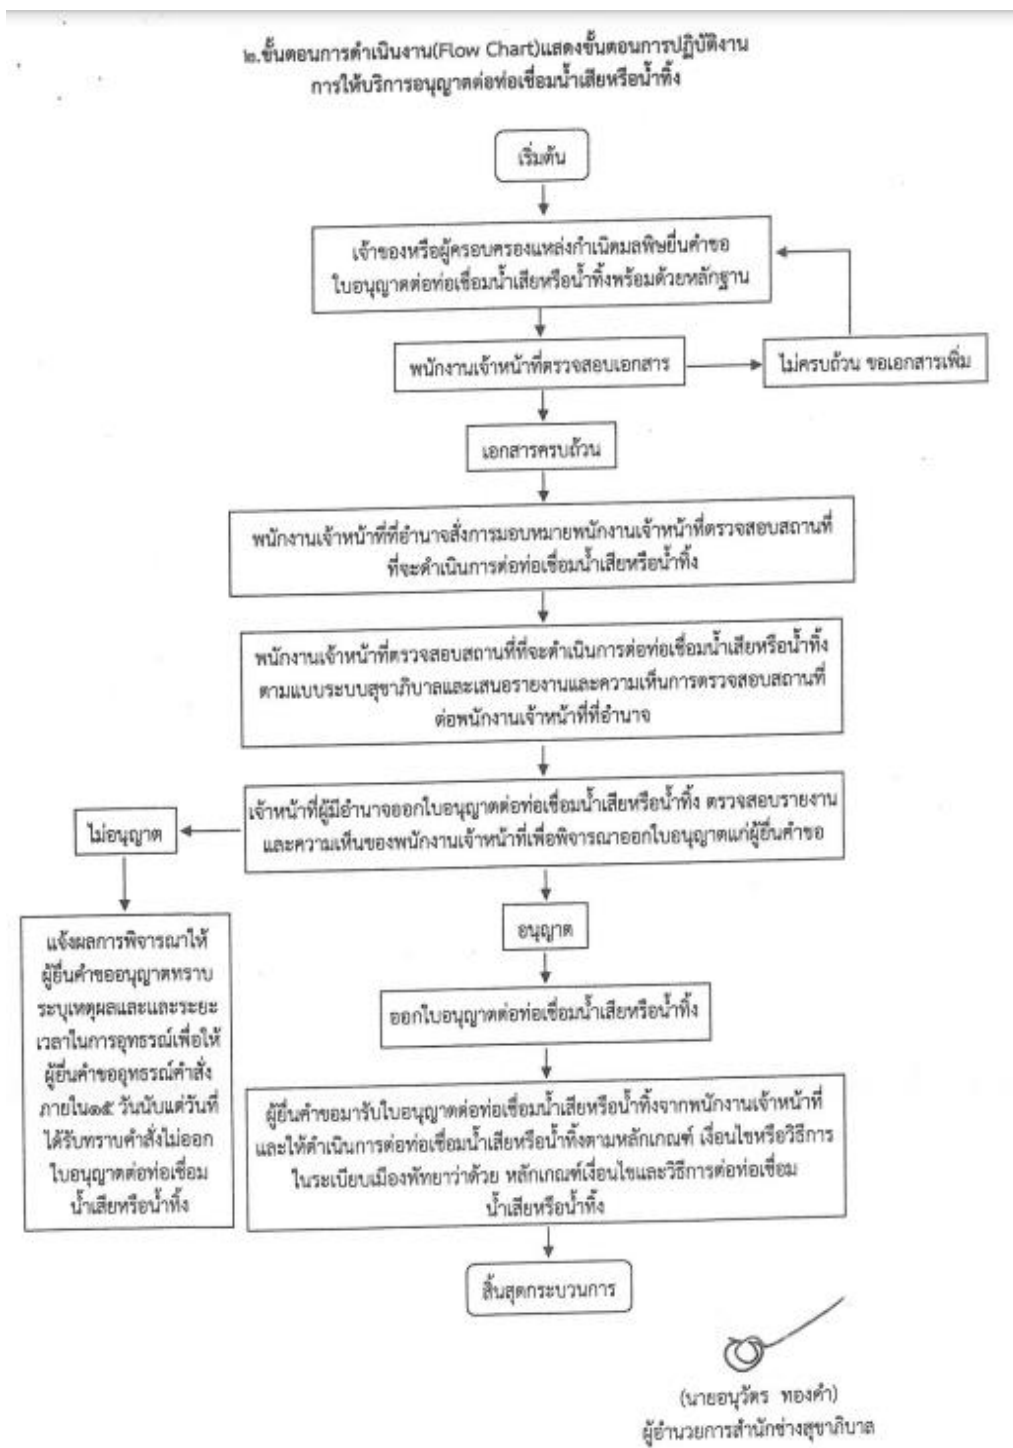 ๒.ขั้นตอนการดำเนินงาน(Flow Chart)แสดงขั้นตอนการปฏิบัติงาน
การให้บริการอนุญาตต่อท่อเชื่อมน้ำเสียหรือน้ำทิ้ง
เริ่มต้น
เจ้าของหรือผู้ครอบครองแหล่งกำเนิดมลพิษยื่นคำขอ
ใบอนุญาตต่อท่อเชื่อมน้ำเสียหรือน้ำทิ้งพร้อมด้วยหลักฐาน
พนักงานเจ้าหน้าที่ตรวจสอบเอกสาร
ไม่ครบถ้วน ขอเอกสารเพิ่ม
เอกสารครบถ้วน
พนักงานเจ้าหน้าที่ที่อำนาจสั่งการมอบหมายพนักงานเจ้าหน้าที่ตรวจสอบสถานที่
ที่จะดำเนินการต่อท่อเชื่อมน้ำเสียหรือน้ำทิ้ง
พนักงานเจ้าหน้าที่ตรวจสอบสถานที่ที่จะดำเนินการต่อท่อเชื่อมน้ำเสียหรือน้ำทิ้ง
ตามแบบระบบสุขาภิบาลและเสนอรายงานและความเห็นการตรวจสอบสถานที่
ต่อพนักงานเจ้าหน้าที่ที่อำนาจ
เจ้าหน้าที่ผู้มีอำนาจออกใบอนุญาตต่อท่อเชื่อมน้ำเสียหรือน้ำทิ้ง ตรวจสอบรายงาน
และความเห็นของพนักงานเจ้าหน้าที่เพื่อพิจารณาออกใบอนุญาตแก่ผู้ยื่นคำขอ
ไม่อนุญาต
แจ้งผลการพิจารณาให้
ผู้ยื่นคำขออนุญาตทราบ
ระบุเหตุผลและและระยะ
เวลาในการอุทธรณ์เพื่อให้
ผู้ยื่นคำขออุทธรณ์คำสั่ง
ภายใน๑๕ วันนับแต่วันที่
ได้รับทราบคำสั่งไม่ออก
ใบอนุญาตต่อท่อเชื่อม
น้ำเสียหรือน้ำทิ้ง
อนุญาต
ออกใบอนุญาตต่อท่อเชื่อมน้ำเสียหรือน้ำทิ้ง
ผู้ยื่นคำขอมารับใบอนุญาตต่อท่อเชื่อมน้ำเสียหรือน้ำทิ้งจากพนักงานเจ้าหน้าที่
และให้ดำเนินการต่อท่อเชื่อมน้ำเสียหรือน้ำทิ้งตามหลักเกณฑ์ เงื่อนไขหรือวิธีการ
ในระเบียบเมืองพัทยาว่าด้วย หลักเกณฑ์เงื่อนไขและวิธีการต่อท่อเชื่อม
น้ำเสียหรือน้ำทิ้ง
สิ้นสุดกระบวนการ
(นายอนุวัตร ทองคำ)
ผู้อำนวยการสำนักช่างสุขาภิบาล